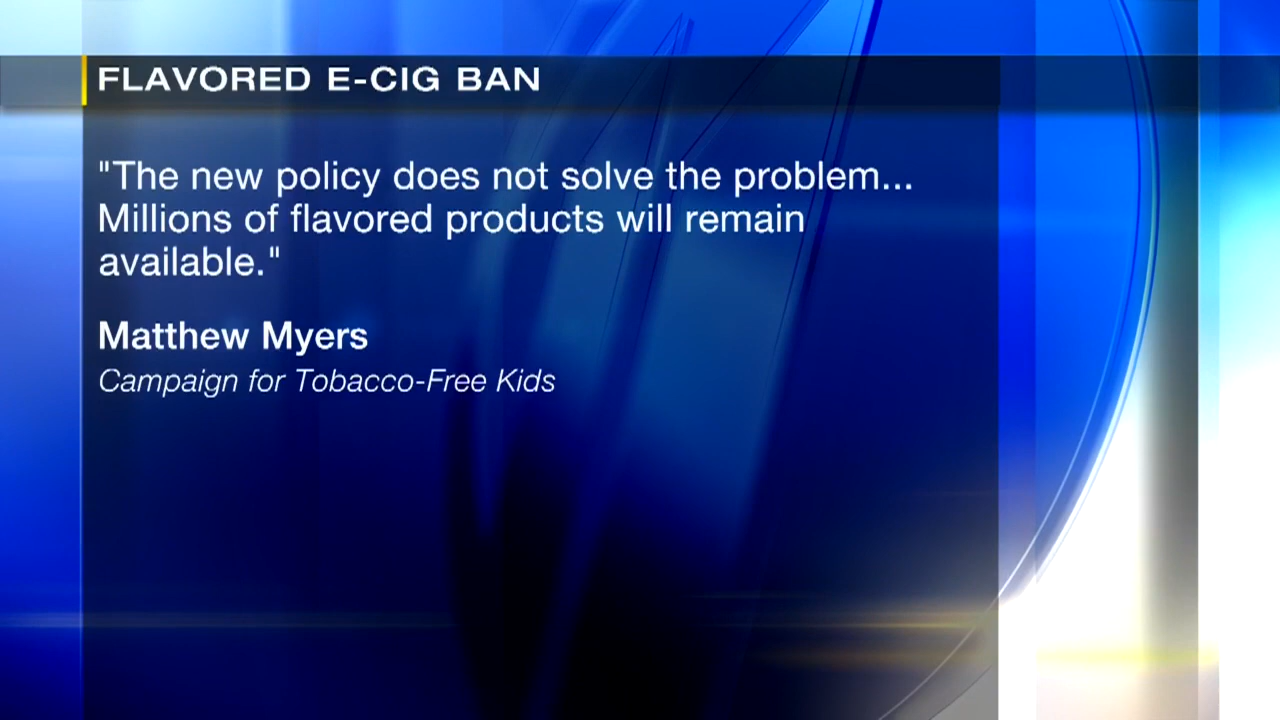 FLAVORED E-CIG BAN
"The new policy does not solve the problem...
Millions of flavored products will remain
available."
Matthew Myers
Campaign for Tobacco-Free Kids